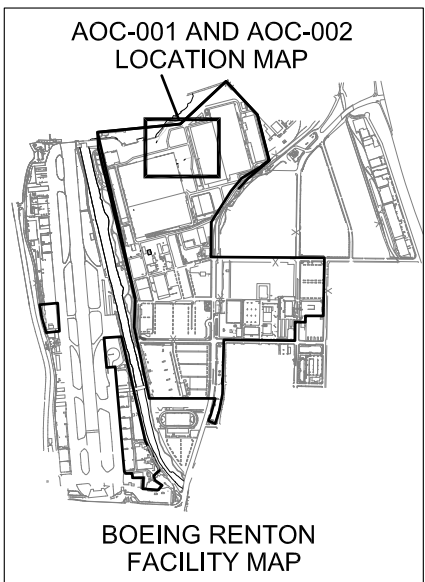 AOC-001 AND AOC-002
LOCATION MAP
BOEING RENTON
FACILITY MAP